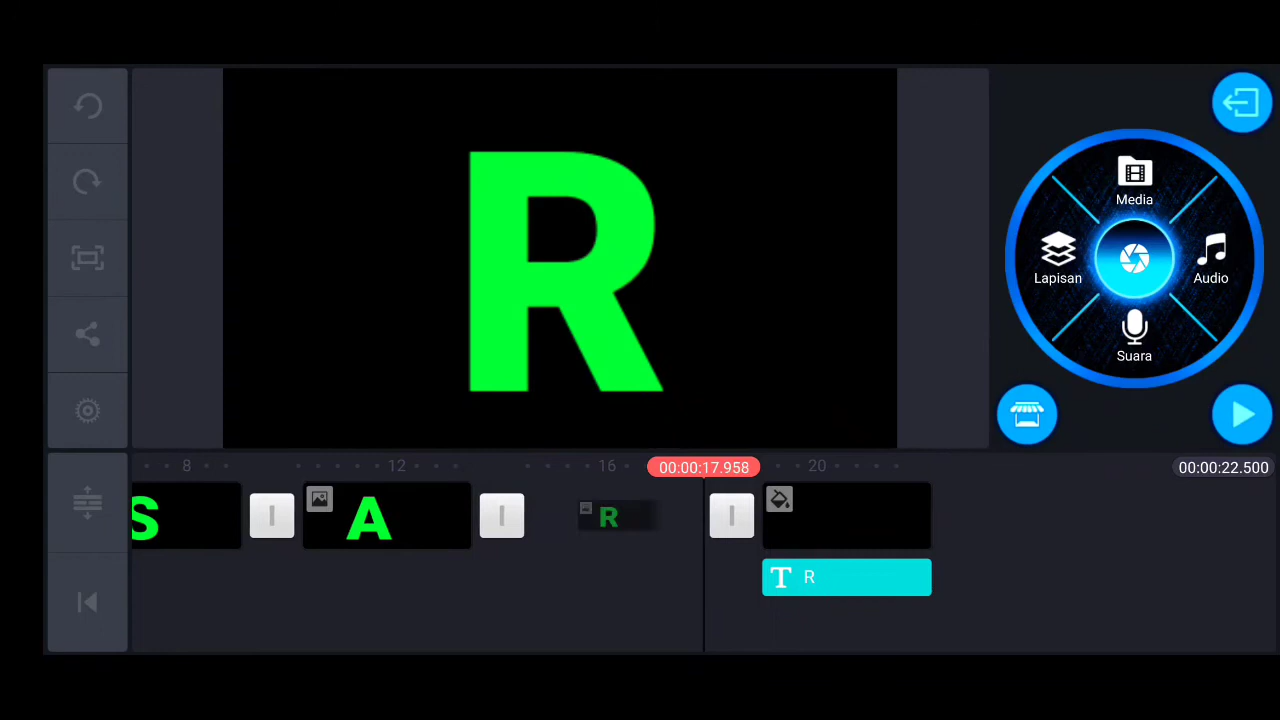 R
Media
Lapisan
Audio
Suara
8
12
16
00:00:17.958
20
00:00:22.500
S
A
R
T R